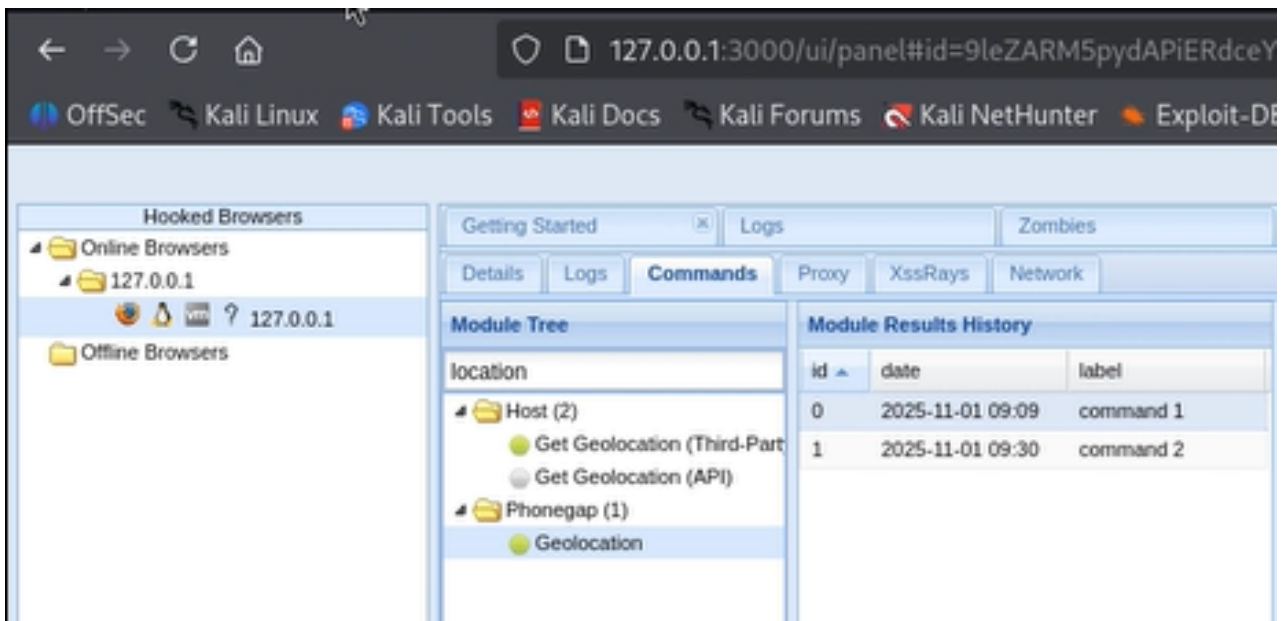 127.0.0.1:3000/ui/panel#id=9leZARM5pydAPiERdceY
OffSec Kali Linux Kali Tools Kali Docs Kali Forums Kali NetHunter Exploit-DB
Hooked Browsers
Online Browsers
127.0.0.1
? 127.0.0.1
Offline Browsers
Getting Started Logs Zombies
Details Logs Commands Proxy XssRays Network
Module Tree
location
Host (2)
Get Geolocation (Third-Part
Get Geolocation (API)
Phonegap (1)
Geolocation
Module Results History
id date label
0 2025-11-01 09:09 command 1
1 2025-11-01 09:30 command 2